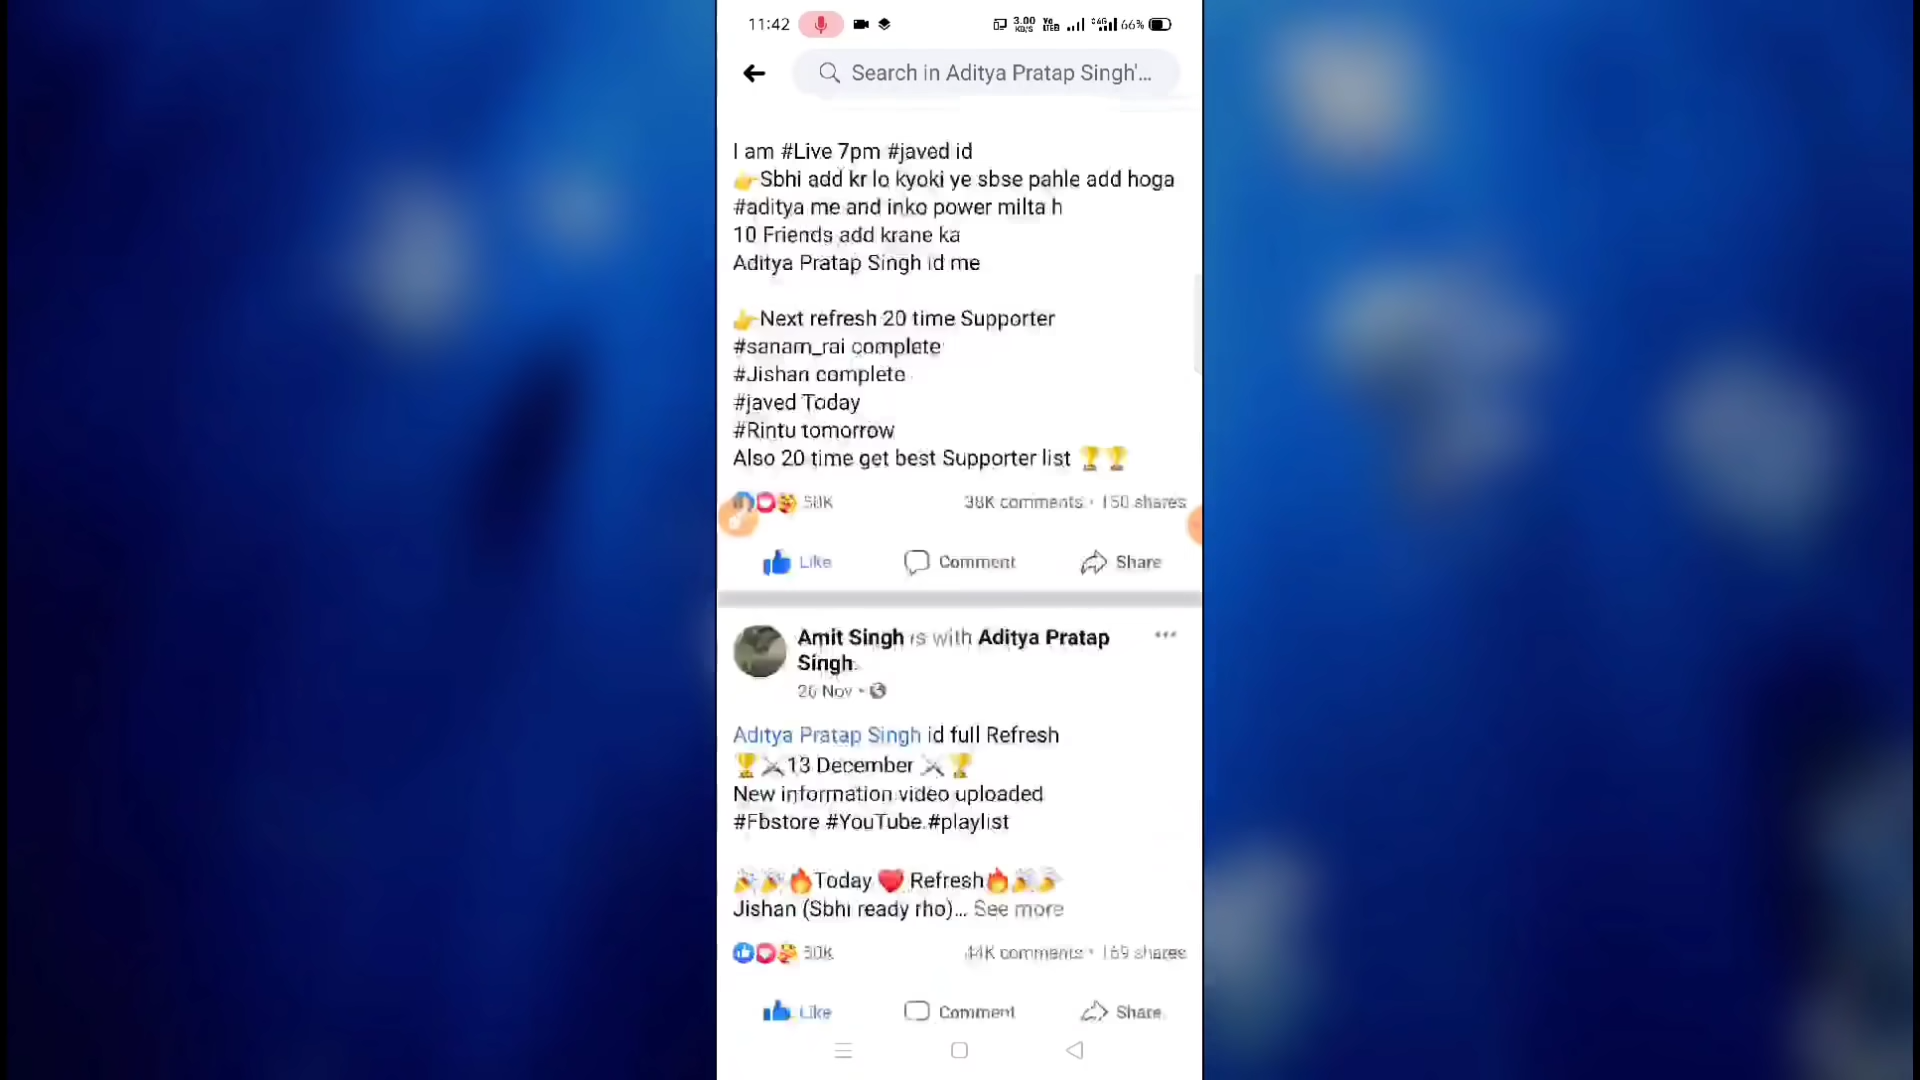 11:42
3.00 KB/S
66%
Search in Aditya Pratap Singh'...
I am #Live 7pm #javed id
👉Sbhi add kr lo kyoki ye sbse pahle add hoga
#aditya me and inko power milta h
10 Friends add krane ka
Aditya Pratap Singh id me
👉Next refresh 20 time Supporter
#sanam_rai complete
#Jishan complete
#javed Today
#Rintu tomorrow
Also 20 time get best Supporter list 🏆🏆
38K comments • 150 shares
Like Comment Share
Amit Singh is with Aditya Pratap
Singh.
26 Nov •
Aditya Pratap Singh id full Refresh
🏆⚔13 December ⚔🏆
New information video uploaded
#Fbstore #YouTube #playlist
🎉🎉🔥Today ❤ Refresh🔥🎉🎉
Jishan (Sbhi ready rho)... See more
44K comments • 169 shares
Like Comment Share